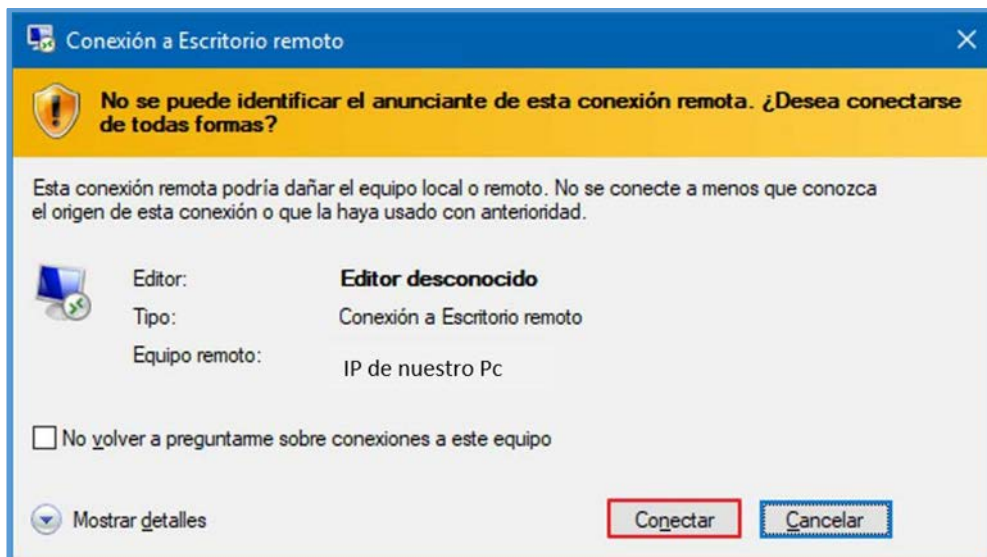 Conexión a Escritorio remoto
No se puede identificar el anunciante de esta conexión remota. ¿Desea conectarse
de todas formas?
Esta conexión remota podría dañar el equipo local o remoto. No se conecte a menos que conozca
el origen de esta conexión o que la haya usado con anterioridad.
Editor: Editor desconocido
Tipo: Conexión a Escritorio remoto
Equipo remoto: IP de nuestro Pc
No volver a preguntarme sobre conexiones a este equipo
Mostrar detalles Conectar Cancelar